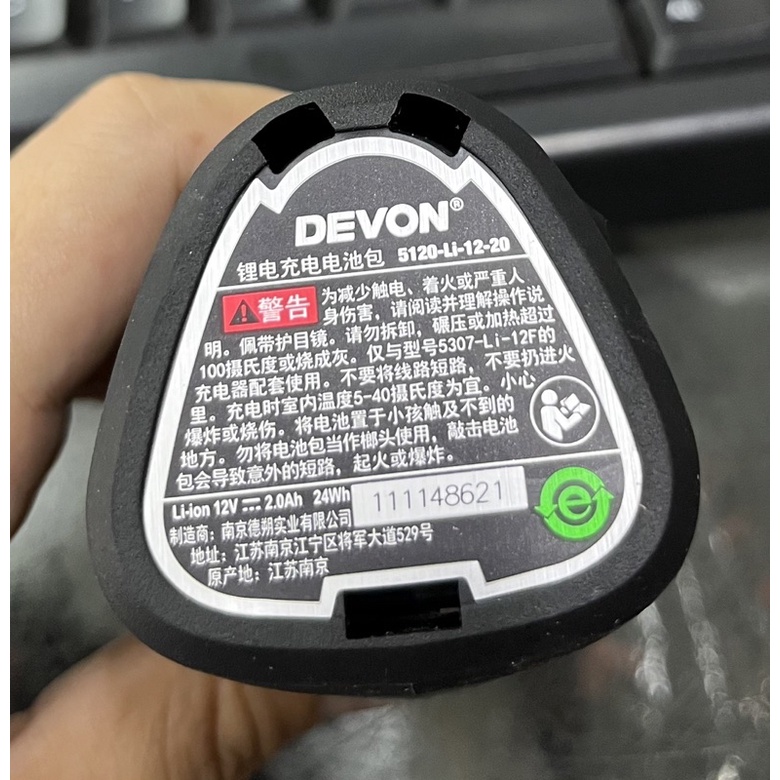 DEVON®
锂电充电电池包 5120-Li-12-20
警告 为减少触电、着火或严重人
身伤害，请阅读并理解操作说
明。佩带护目镜。请勿拆卸，碾压或加热超过
100摄氏度或烧成灰。仅与型号5307-Li-12F的
充电器配套使用。不要将线路短路，不要扔进火
里。充电时室内温度5-40摄氏度为宜。小心
爆炸或烧伤。将电池置于小孩触及不到的
地方。勿将电池包当作榔头使用，敲击电池
包会导致意外的短路，起火或爆炸。
Li-ion 12V 2.0Ah 24Wh 111148621
制造商：南京德朔实业有限公司
地址：江苏南京江宁区将军大道529号
原产地：江苏南京
e